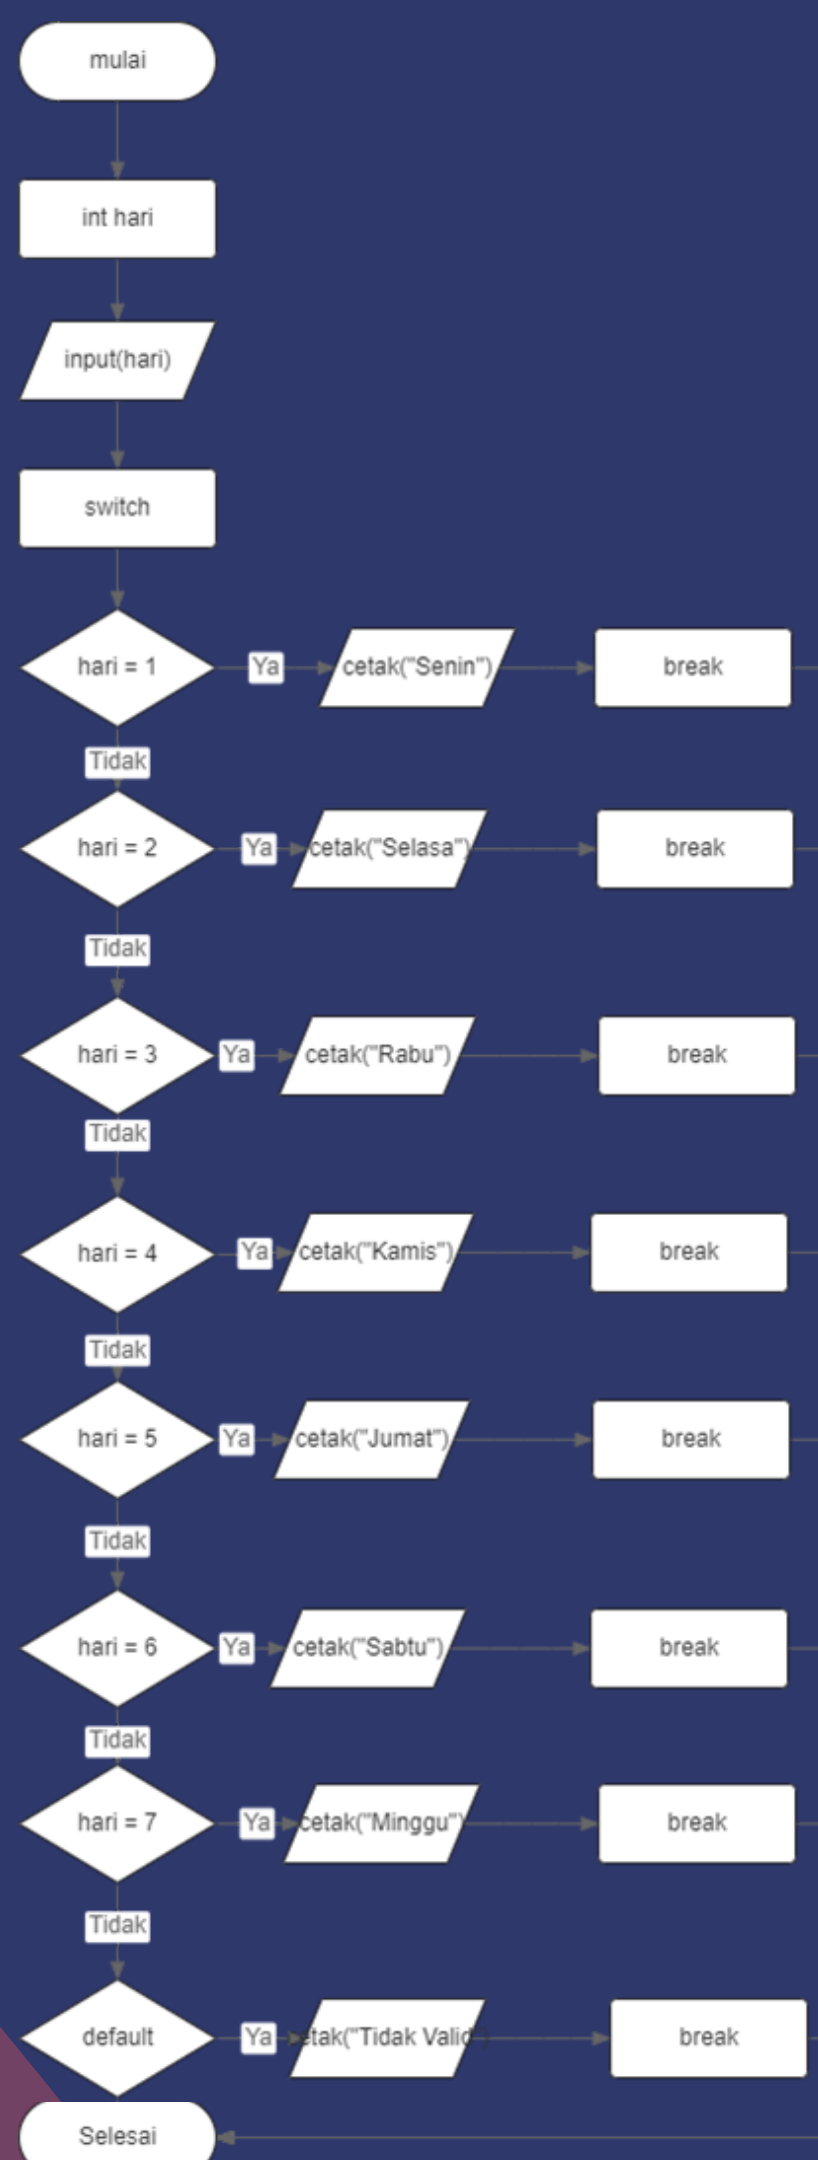 mulai
int hari
input(hari)
switch
hari = 1
Ya
cetak("Senin")
break
Tidak
hari = 2
Ya
cetak("Selasa")
break
Tidak
hari = 3
Ya
cetak("Rabu")
break
Tidak
hari = 4
Ya
cetak("Kamis")
break
Tidak
hari = 5
Ya
cetak("Jumat")
break
Tidak
hari = 6
Ya
cetak("Sabtu")
break
Tidak
hari = 7
Ya
cetak("Minggu")
break
Tidak
default
Ya
cetak("Tidak Valid")
break
Selesai